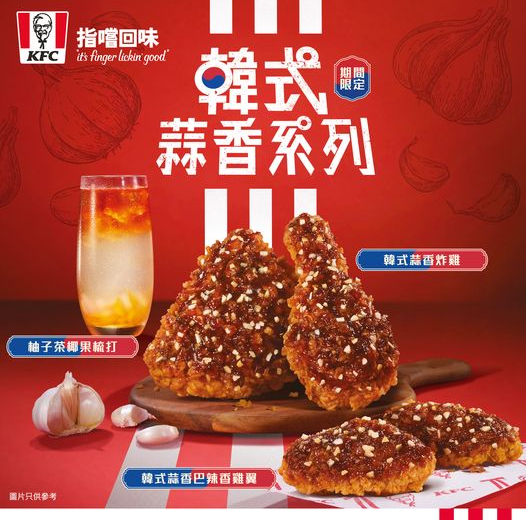 KFC
指嚐回味
"it's finger lickin' good"
韓式
期間
限定
蒜香系列
韓式蒜香炸雞
柚子茶椰果梳打
韓式蒜香巴辣香雞翼
圖片只供參考